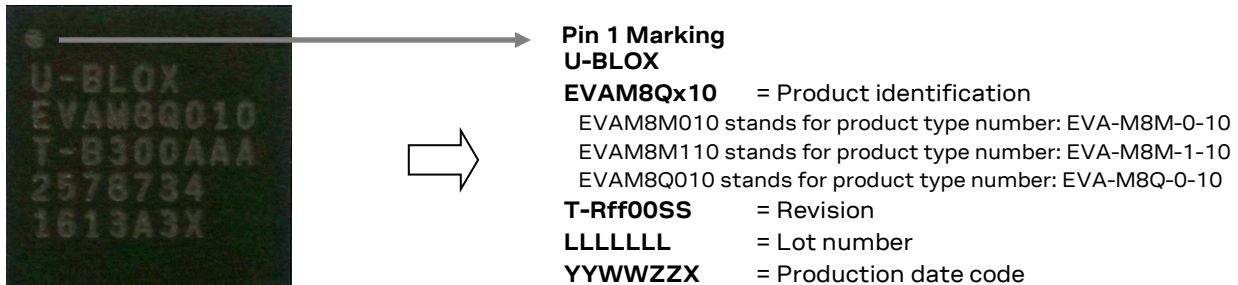 U-BLOX
EVAM8Q010
T-B300AAA
2578734
1613A3X
Pin 1 Marking
U-BLOX
EVAM8Qx10 = Product identification
EVAM8M010 stands for product type number: EVA-M8M-0-10
EVAM8M110 stands for product type number: EVA-M8M-1-10
EVAM8Q010 stands for product type number: EVA-M8Q-0-10
T-Rff00SS = Revision
LLLLLLL = Lot number
YYWWZZX = Production date code